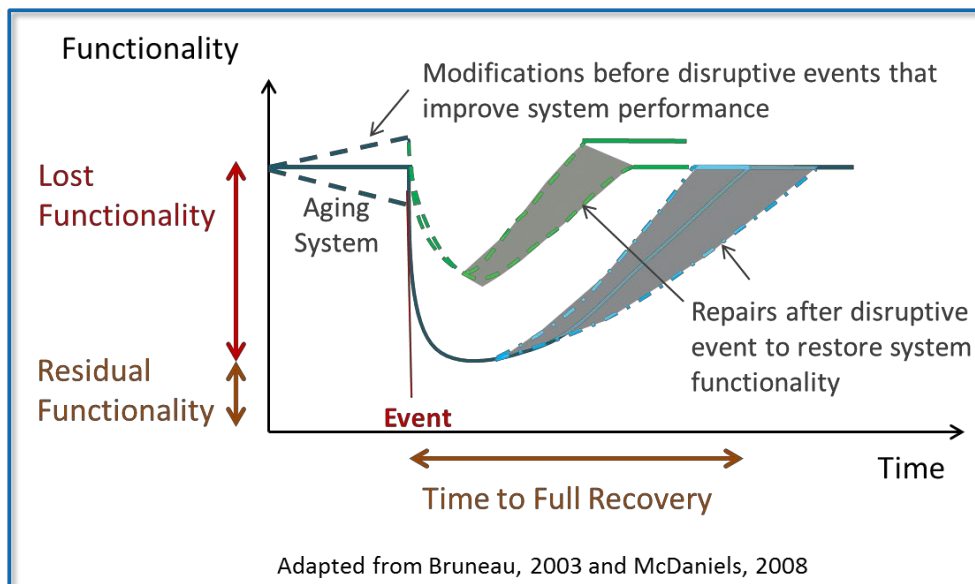 Functionality
Modifications before disruptive events that
improve system performance
Lost
Functionality
Aging
System
Repairs after disruptive
event to restore system
functionality
Residual
Functionality
Event
Time
Time to Full Recovery
Adapted from Bruneau, 2003 and McDaniels, 2008